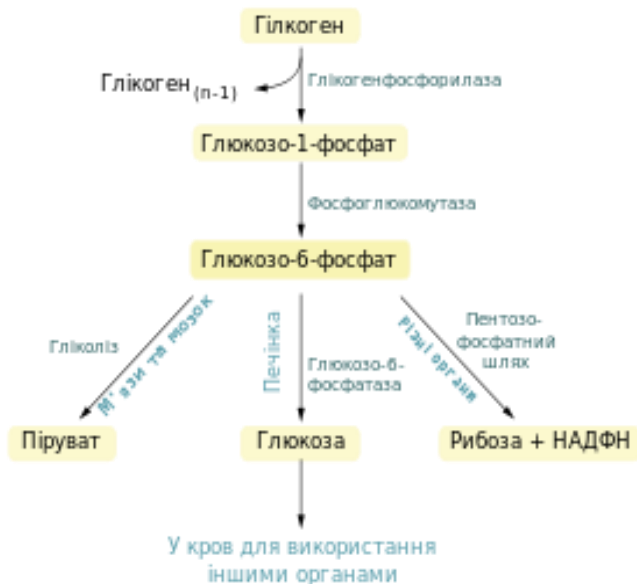 Гілкоген
Глікоген(n-1)
Глікогенфосфорилаза
Глюкозо-1-фосфат
Фосфоглюкомутаза
Глюкозо-6-фосфат
Гліколіз
М'язи та мозок
Печінка
Глюкозо-6-
фосфатаза
різні органи
Пентозо-
фосфатний
шлях
Піруват
Глюкоза
Рибоза + НАДФН
У кров для використання
іншими органами